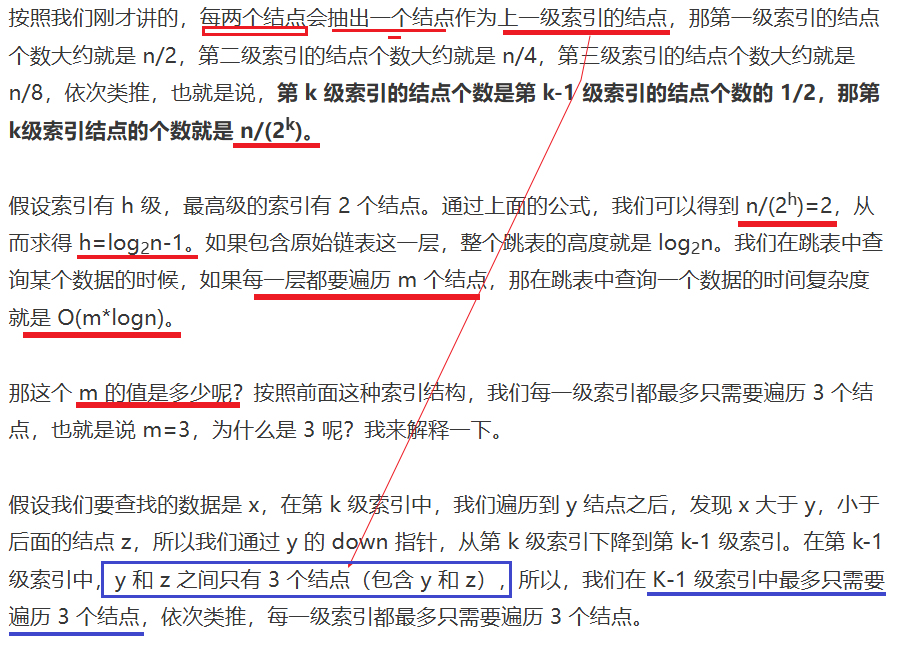 按照我们刚才讲的，每两个结点会抽出一个结点作为上一级索引的结点，那第一级索引的结点
个数大约就是 n/2，第二级索引的结点个数大约就是 n/4，第三级索引的结点个数大约就是
n/8，依次类推，也就是说，第 k 级索引的结点个数是第 k-1 级索引的结点个数的 1/2，那第
k级索引结点的个数就是 n/(2^k)。
假设索引有 h 级，最高级的索引有 2 个结点。通过上面的公式，我们可以得到 n/(2^h)=2，从
而求得 h=log₂n-1。如果包含原始链表这一层，整个跳表的高度就是 log₂n。我们在跳表中查
询某个数据的时候，如果每一层都要遍历 m 个结点，那在跳表中查询一个数据的时间复杂度
就是 O(m*logn)。
那这个 m 的值是多少呢？按照前面这种索引结构，我们每一级索引都最多只需要遍历 3 个结
点，也就是说 m=3，为什么是 3 呢？我来解释一下。
假设我们要查找的数据是 x，在第 k 级索引中，我们遍历到 y 结点之后，发现 x 大于 y，小于
后面的结点 z，所以我们通过 y 的 down 指针，从第 k 级索引下降到第 k-1 级索引。在第 k-1
级索引中，y 和 z 之间只有 3 个结点（包含 y 和 z），所以，我们在 K-1 级索引中最多只需要
遍历 3 个结点，依次类推，每一级索引都最多只需要遍历 3 个结点。